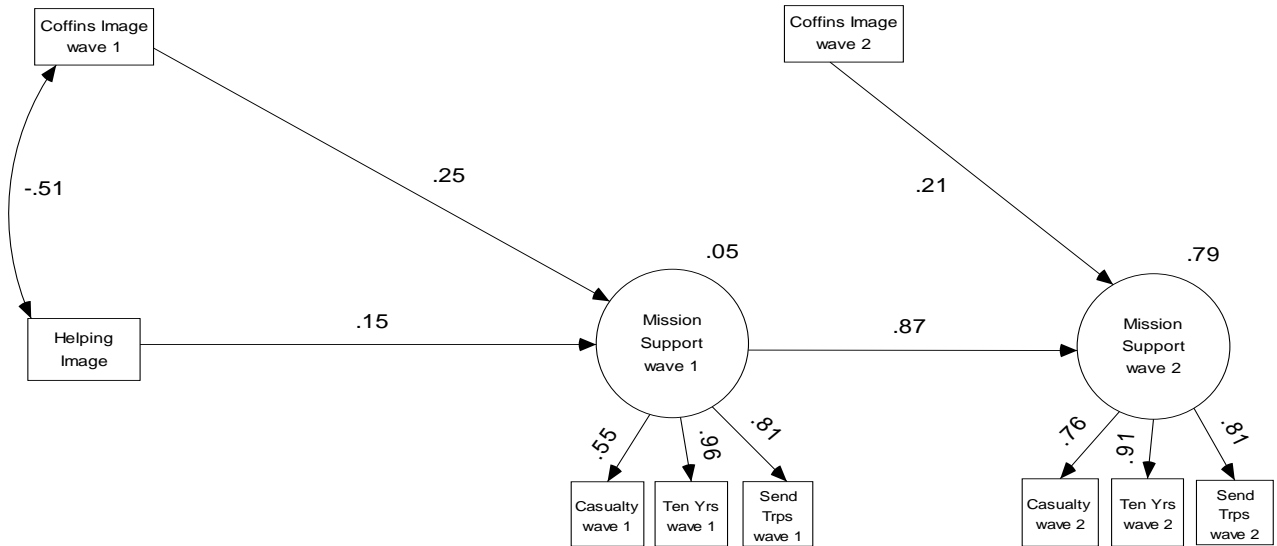 Coffins Image
wave 1
Coffins Image
wave 2
-.51
.25
.21
.05
.79
Helping
Image
.15
Mission
Support
wave 1
.87
Mission
Support
wave 2
.55
.96
.81
.76
.91
.81
Casualty
wave 1
Ten Yrs
wave 1
Send
Trps
wave 1
Casualty
wave 2
Ten Yrs
wave 2
Send
Trps
wave 2